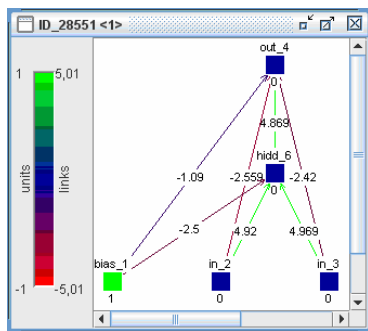 ID_28551 <1>
1
5,01
units
links
-1
-5,01
out_4
0
4.869
hidd_6
0
-1.09
-2.559
-2.42
-2.5
4.92
4.969
bias_1
1
in_2
0
in_3
0